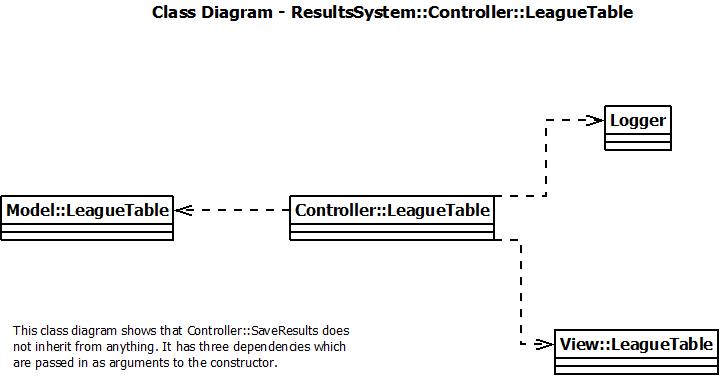 Class Diagram - ResultsSystem::Controller::LeagueTable
Logger
Model::LeagueTable
Controller::LeagueTable
This class diagram shows that Controller::SaveResults does
not inherit from anything. It has three dependencies which
are passed in as arguments to the constructor.
View::LeagueTable